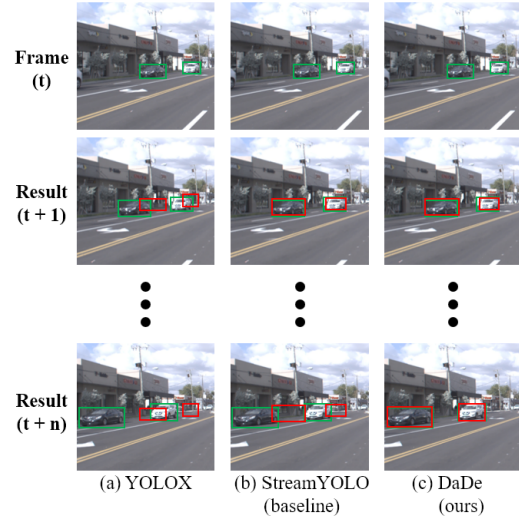 Frame
(t)
Result
(t + 1)
Result
(t + n)
(a) YOLOX
(b) StreamYOLO
(baseline)
(c) DaDe
(ours)